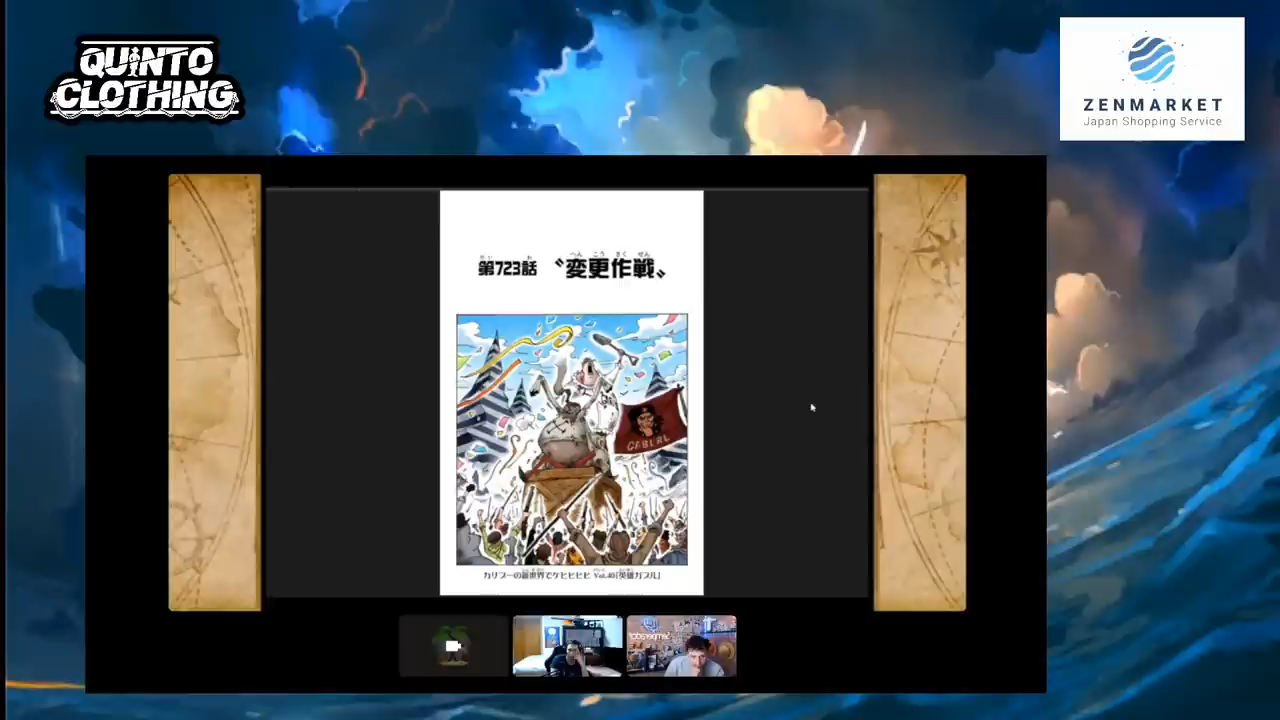 QUINTO
CLOTHING
ZENMARKET
Japan Shopping Service
第723話 〝変更作戦〟
GABURL
カリブーの新世界でケヒヒヒヒ Vol.40「英雄ガブル」